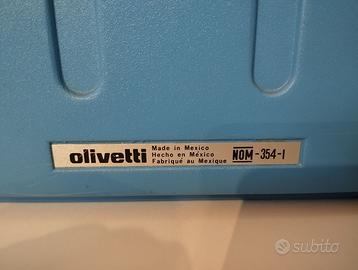 olivetti
Made in Mexico
Hecho en México
Fabriqué au Mexique
NOM-354-I
subito